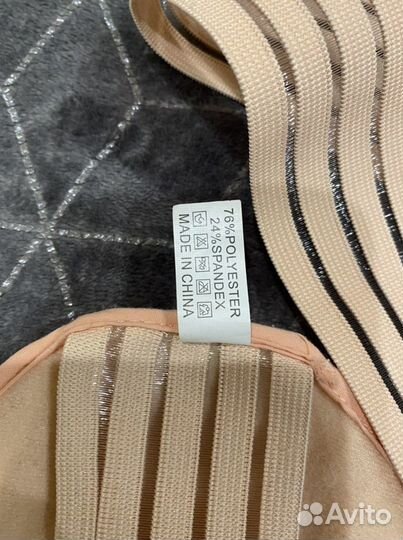 76%POLYESTER
24%SPANDEX
MADE IN CHINA
Avito